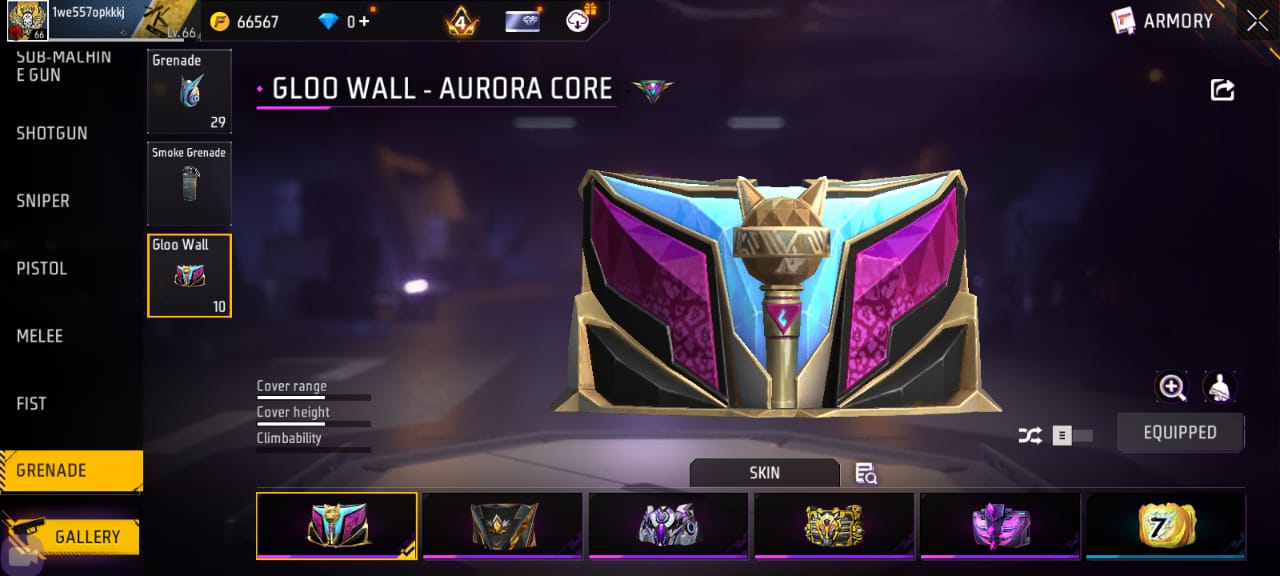 1we557opkkkj
66
Lv.66
66567
0+
4
ARMORY
SUB-MACHIN
E GUN
SHOTGUN
SNIPER
PISTOL
MELEE
FIST
GRENADE
GALLERY
Grenade
29
Smoke Grenade
Gloo Wall
10
GLOO WALL - AURORA CORE
Cover range
Cover height
Climbability
EQUIPPED
SKIN
7